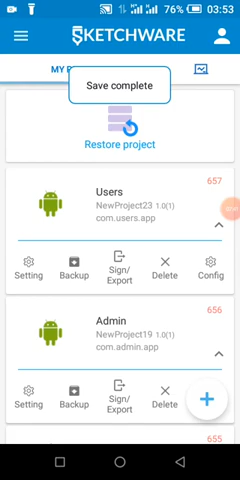 76% 03:53
SKETCHWARE
MY P
Save complete
Restore project
657
Users
NewProject23 1.0(1)
com.users.app
Setting Backup Sign/Export Delete Config
656
Admin
NewProject19 1.0(1)
com.admin.app
Setting Backup Sign/Export Delete
655